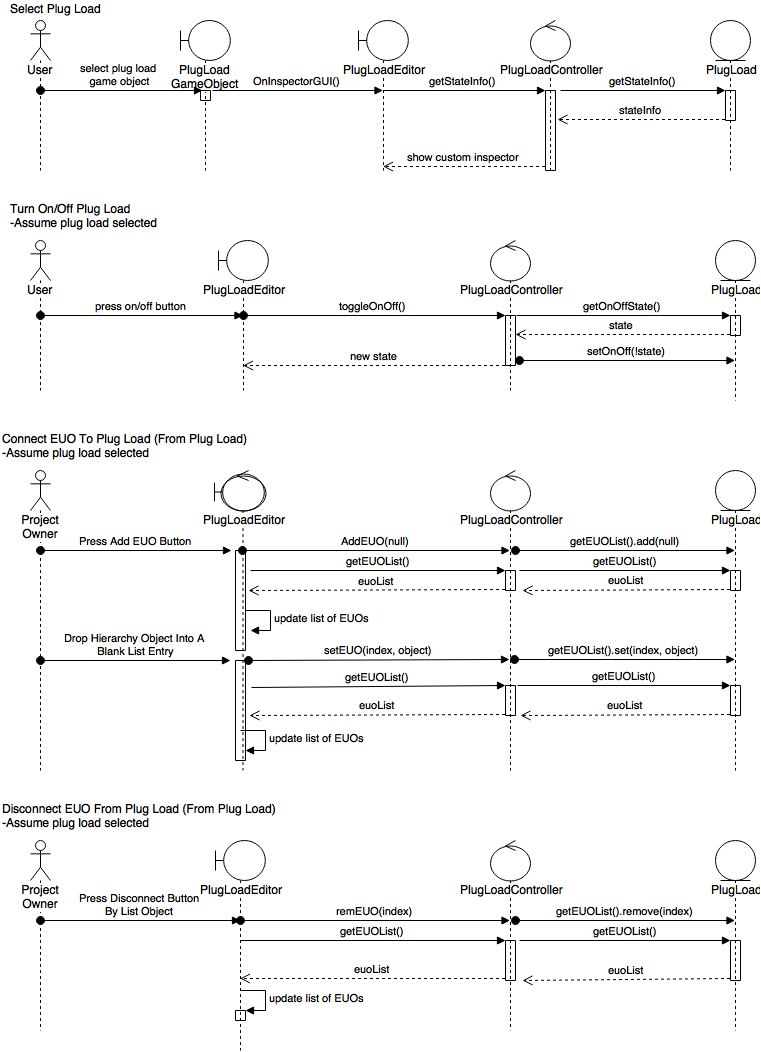 Select Plug Load
User
PlugLoad
GameObject
PlugLoadEditor
PlugLoadController
PlugLoad
select plug load
game object
OnInspectorGUI()
getStateInfo()
getStateInfo()
stateInfo
show custom inspector
Turn On/Off Plug Load
-Assume plug load selected
User
PlugLoadEditor
PlugLoadController
PlugLoad
press on/off button
toggleOnOff()
getOnOffState()
state
new state
setOnOff(!state)
Connect EUO To Plug Load (From Plug Load)
-Assume plug load selected
Project
Owner
PlugLoadEditor
PlugLoadController
PlugLoad
Press Add EUO Button
AddEUO(null)
getEUOList().add(null)
getEUOList()
getEUOList()
euoList
euoList
update list of EUOs
Drop Hierarchy Object Into A
Blank List Entry
setEUO(index, object)
getEUOList().set(index, object)
getEUOList()
getEUOList()
euoList
euoList
update list of EUOs
Disconnect EUO From Plug Load (From Plug Load)
-Assume plug load selected
Project
Owner
PlugLoadEditor
PlugLoadController
PlugLoad
Press Disconnect Button
By List Object
remEUO(index)
getEUOList().remove(index)
getEUOList()
getEUOList()
euoList
euoList
update list of EUOs